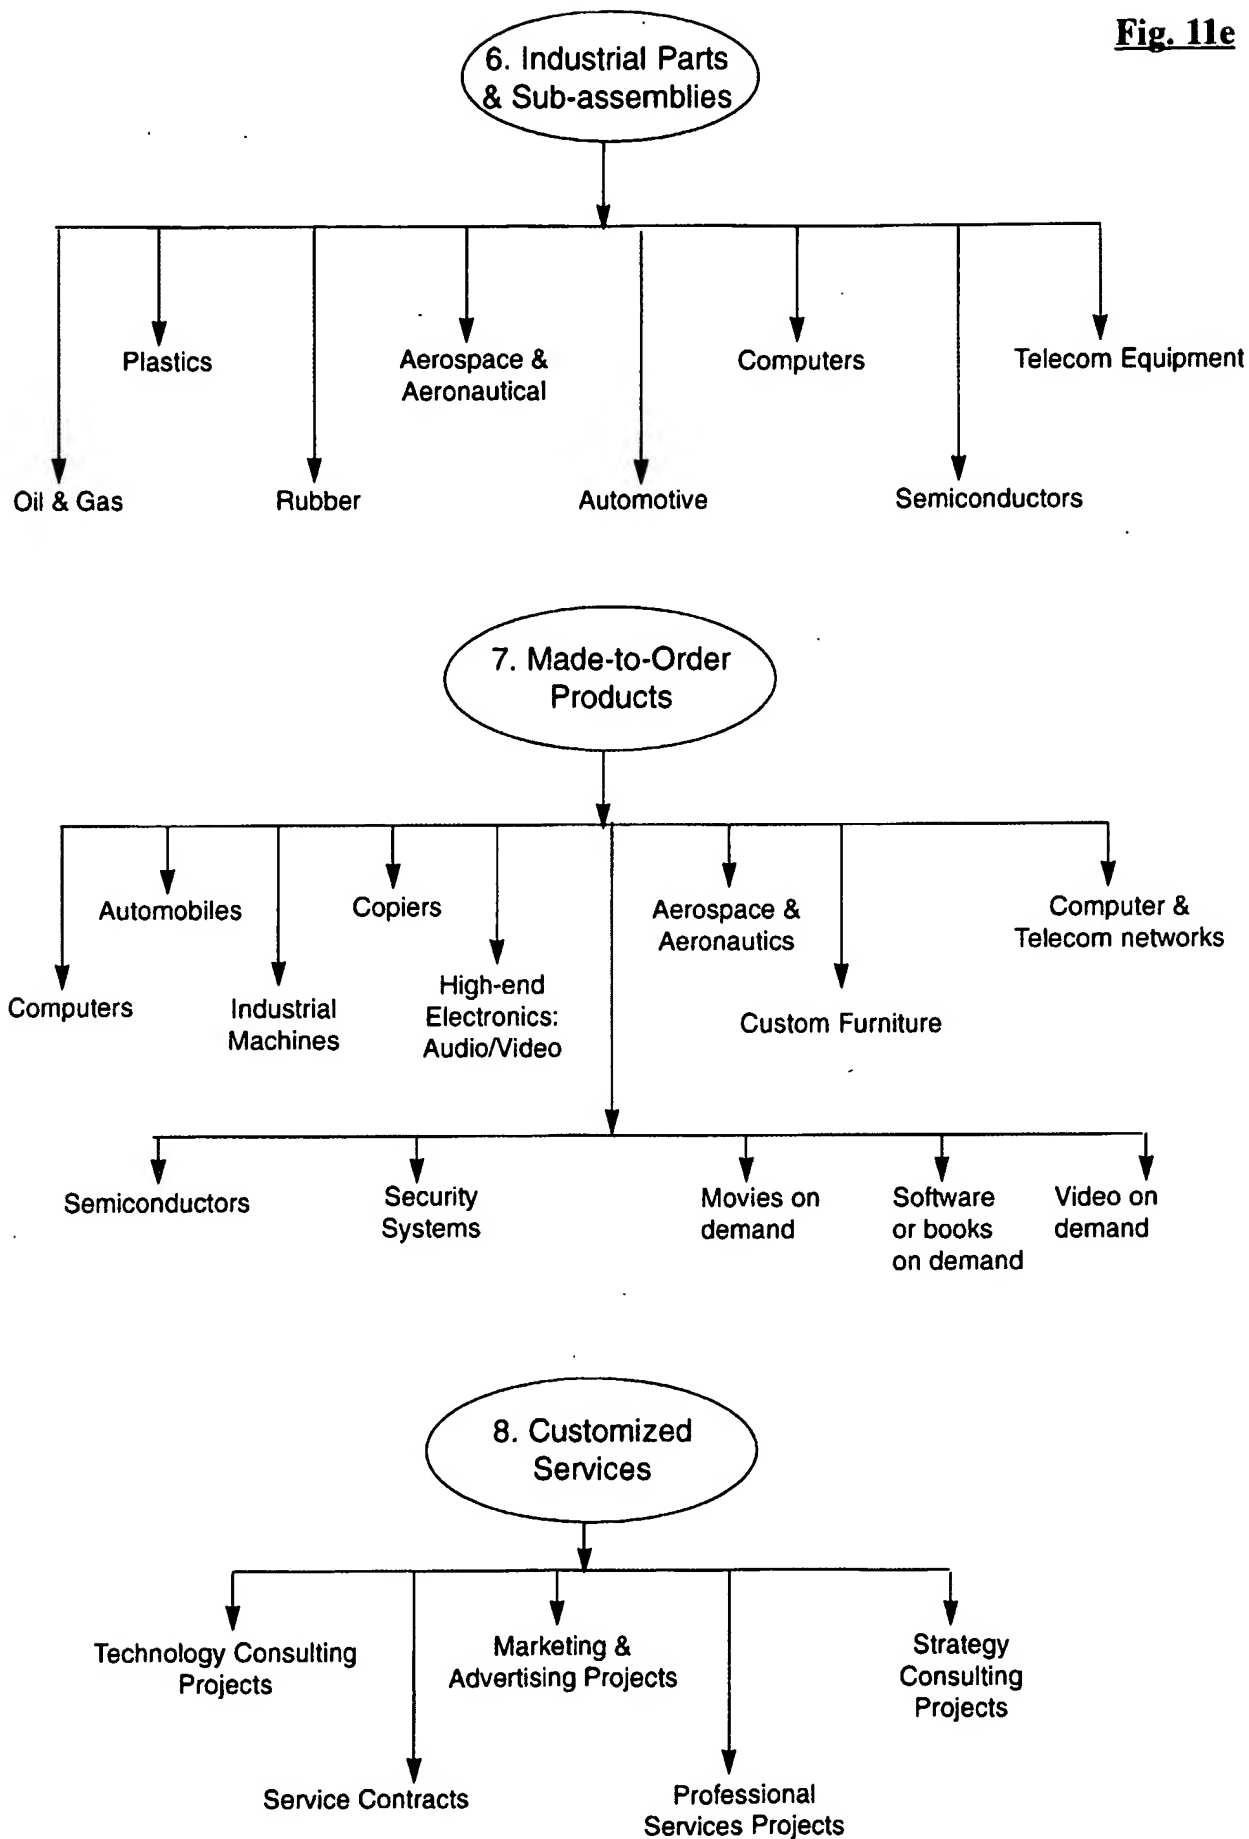 Fig. 11e
6. Industrial Parts
& Sub-assemblies
Plastics
Aerospace &
Aeronautical
Computers
Telecom Equipment
Oil & Gas
Rubber
Automotive
Semiconductors
7. Made-to-Order
Products
Automobiles
Copiers
Aerospace &
Aeronautics
Computer &
Telecom networks
Computers
Industrial
Machines
High-end
Electronics:
Audio/Video
Custom Furniture
Semiconductors
Security
Systems
Movies on
demand
Software
or books
on demand
Video on
demand
8. Customized
Services
Technology Consulting
Projects
Marketing &
Advertising Projects
Strategy
Consulting
Projects
Service Contracts
Professional
Services Projects